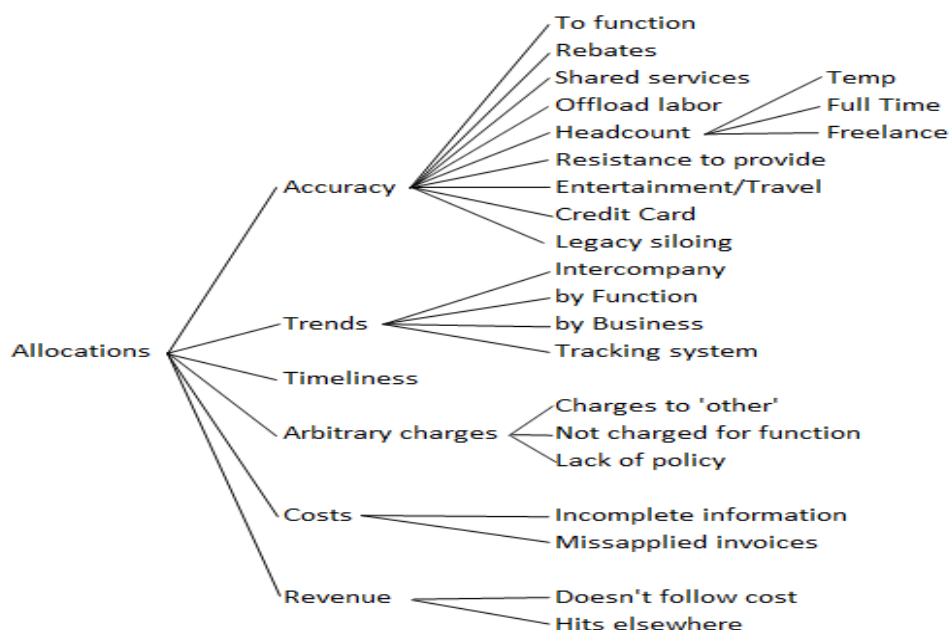 To function
Rebates
Shared services
Temp
Offload labor
Full Time
Headcount
Freelance
Resistance to provide
Accuracy
Entertainment/Travel
Credit Card
Legacy siloing
Intercompany
by Function
Trends
by Business
Allocations
Tracking system
Timeliness
Charges to 'other'
Arbitrary charges
Not charged for function
Lack of policy
Costs
Incomplete information
Missapplied invoices
Revenue
Doesn't follow cost
Hits elsewhere